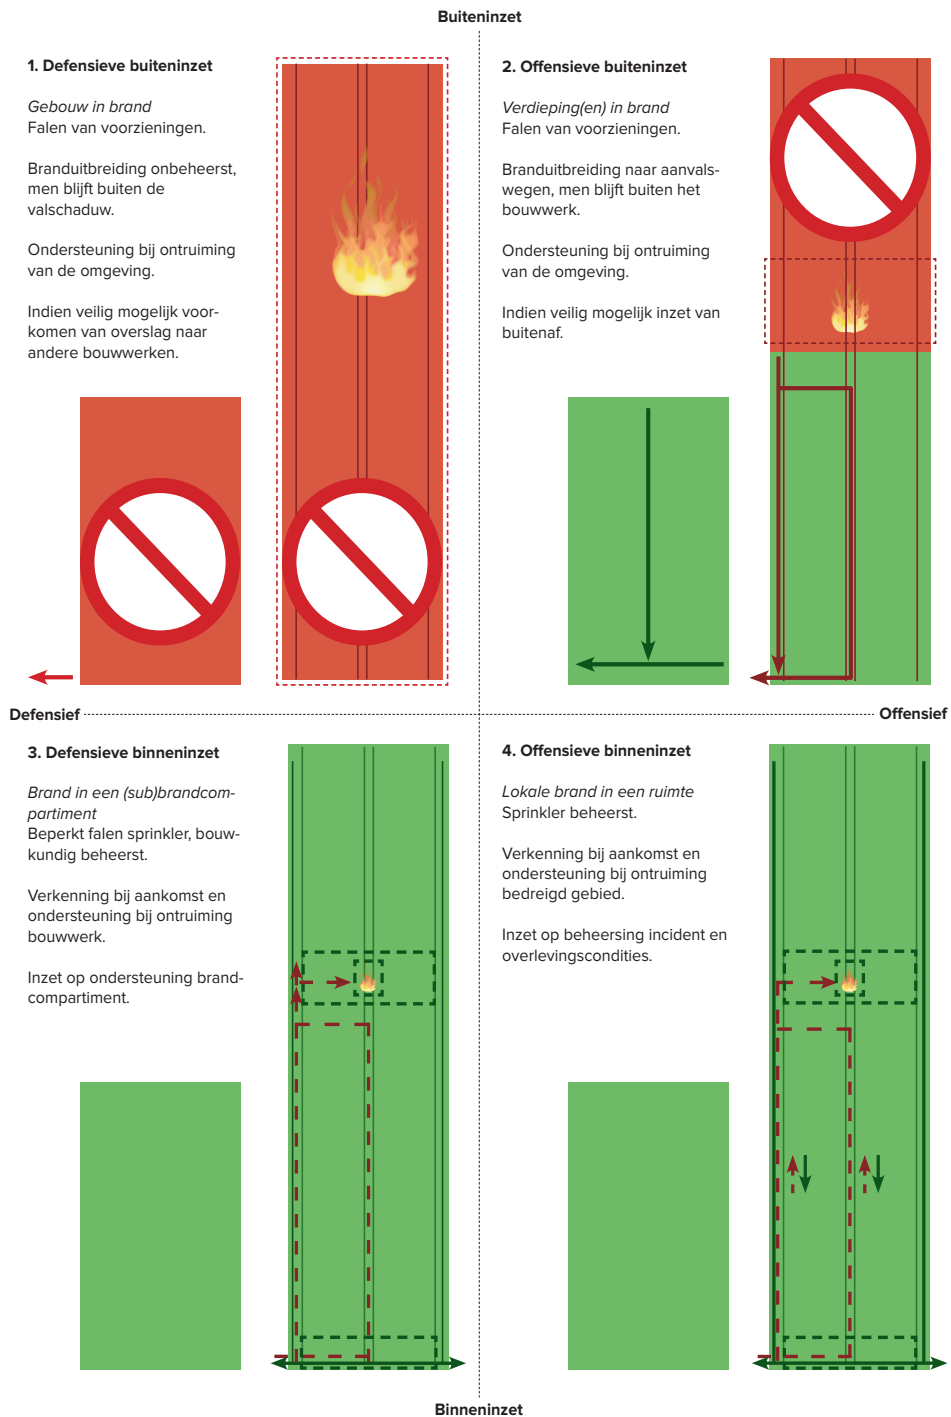 Buiteninzet
1. Defensieve buiteninzet
Gebouw in brand
Falen van voorzieningen.
Branduitbreiding onbeheerst,
men blijft buiten de
valschaduw.
Ondersteuning bij ontruiming
van de omgeving.
Indien veilig mogelijk voor-
komen van overslag naar
andere bouwwerken.
2. Offensieve buiteninzet
Verdieping(en) in brand
Falen van voorzieningen.
Branduitbreiding naar aanvals-
wegen, men blijft buiten het
bouwwerk.
Ondersteuning bij ontruiming
van de omgeving.
Indien veilig mogelijk inzet van
buitenaf.
Defensief
Offensief
3. Defensieve binneninzet
Brand in een (sub)brandcom-
partiment
Beperkt falen sprinkler, bouw-
kundig beheerst.
Verkenning bij aankomst en
ondersteuning bij ontruiming
bouwwerk.
Inzet op ondersteuning brand-
compartiment.
4. Offensieve binneninzet
Lokale brand in een ruimte
Sprinkler beheerst.
Verkenning bij aankomst en
ondersteuning bij ontruiming
bedreigd gebied.
Inzet op beheersing incident en
overlevingscondities.
Binneninzet